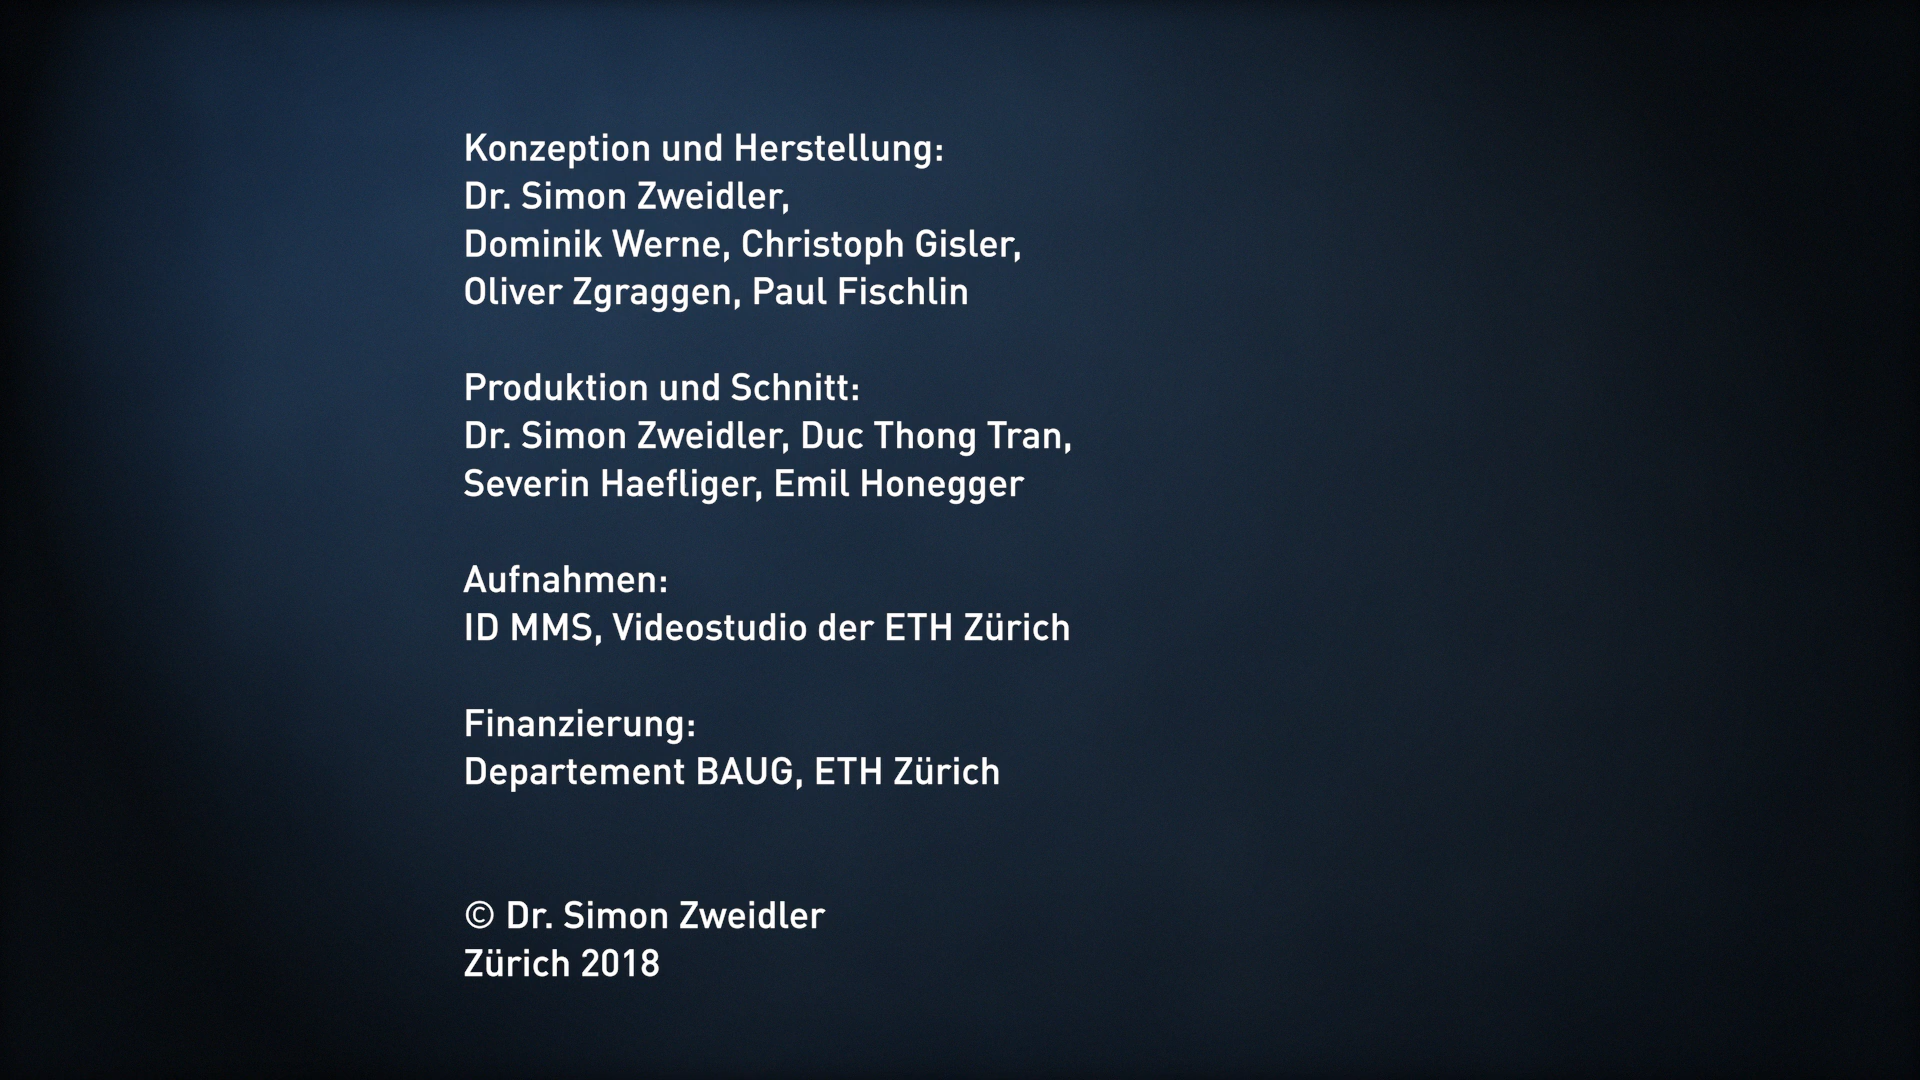 Konzeption und Herstellung:
Dr. Simon Zweidler,
Dominik Werne, Christoph Gisler,
Oliver Zgraggen, Paul Fischlin
Produktion und Schnitt:
Dr. Simon Zweidler, Duc Thong Tran,
Severin Haefliger, Emil Honegger
Aufnahmen:
ID MMS, Videostudio der ETH Zürich
Finanzierung:
Departement BAUG, ETH Zürich
© Dr. Simon Zweidler
Zürich 2018